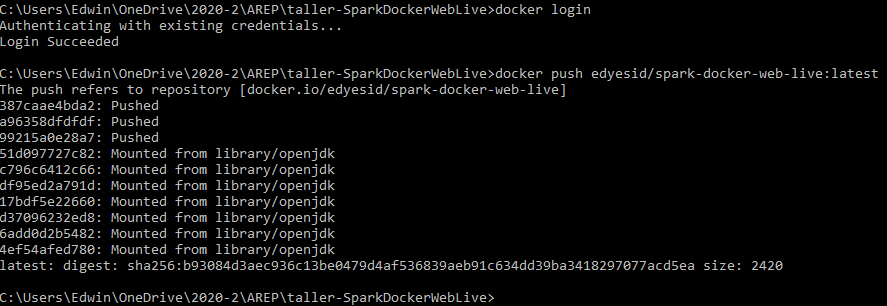 C:\Users\Edwin\OneDrive\2020-2\AREP\taller-SparkDockerWebLive>docker login
Authenticating with existing credentials...
Login Succeeded
C:\Users\Edwin\OneDrive\2020-2\AREP\taller-SparkDockerWebLive>docker push edyesid/spark-docker-web-live:latest
The push refers to repository [docker.io/edyesid/spark-docker-web-live]
387caae4bda2: Pushed
a96358dfdfdf: Pushed
99215a0e28a7: Pushed
51d097727c82: Mounted from library/openjdk
c796c6412c66: Mounted from library/openjdk
df95ed2a791d: Mounted from library/openjdk
17bdf5e22660: Mounted from library/openjdk
d37096232ed8: Mounted from library/openjdk
6add0d2b5482: Mounted from library/openjdk
4ef54afed780: Mounted from library/openjdk
latest: digest: sha256:b93084d3aec936c13be0479d4af536839aeb91c634dd39ba3418297077acd5ea size: 2420
C:\Users\Edwin\OneDrive\2020-2\AREP\taller-SparkDockerWebLive>